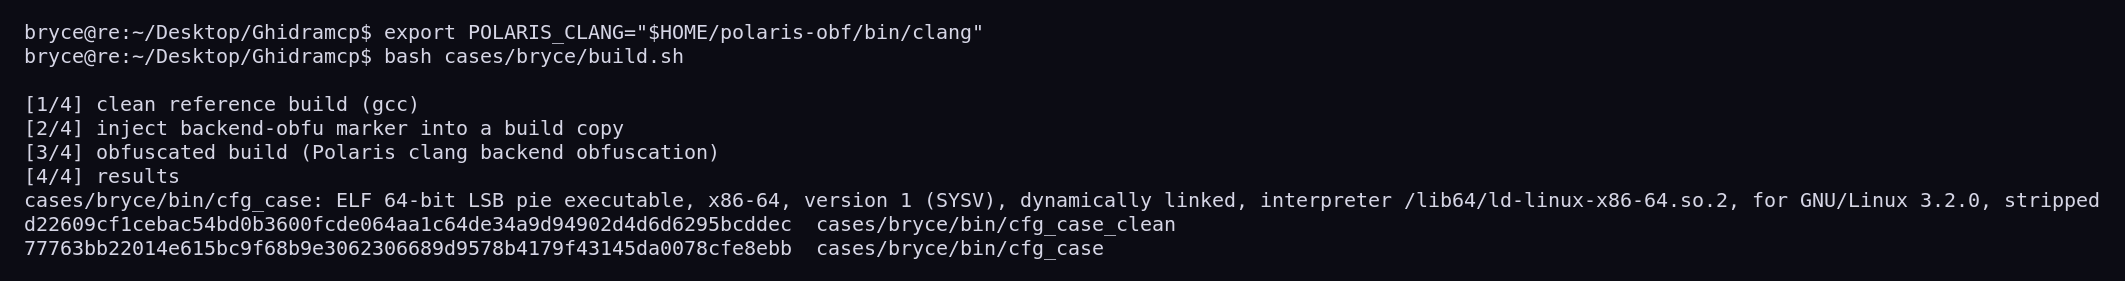 bryce@re:~/Desktop/Ghidramcp$ export POLARIS_CLANG="$HOME/polaris-obf/bin/clang"
bryce@re:~/Desktop/Ghidramcp$ bash cases/bryce/build.sh
[1/4] clean reference build (gcc)
[2/4] inject backend-obfu marker into a build copy
[3/4] obfuscated build (Polaris clang backend obfuscation)
[4/4] results
cases/bryce/bin/cfg_case: ELF 64-bit LSB pie executable, x86-64, version 1 (SYSV), dynamically linked, interpreter /lib64/ld-linux-x86-64.so.2, for GNU/Linux 3.2.0, stripped
d22609cf1cebac54bd0b3600fcde064aa1c64de34a9d94902d4d6d6295bcddec  cases/bryce/bin/cfg_case_clean
77763bb22014e615bc9f68b9e3062306689d9578b4179f43145da0078cfe8ebb  cases/bryce/bin/cfg_case